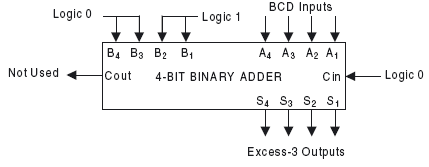 Logic 0
Logic 1
BCD Inputs
B4 B3 B2 B1 A4 A3 A2 A1
Not Used
Cout
4-BIT BINARY ADDER
Cin
Logic 0
S4 S3 S2 S1
Excess-3 Outputs